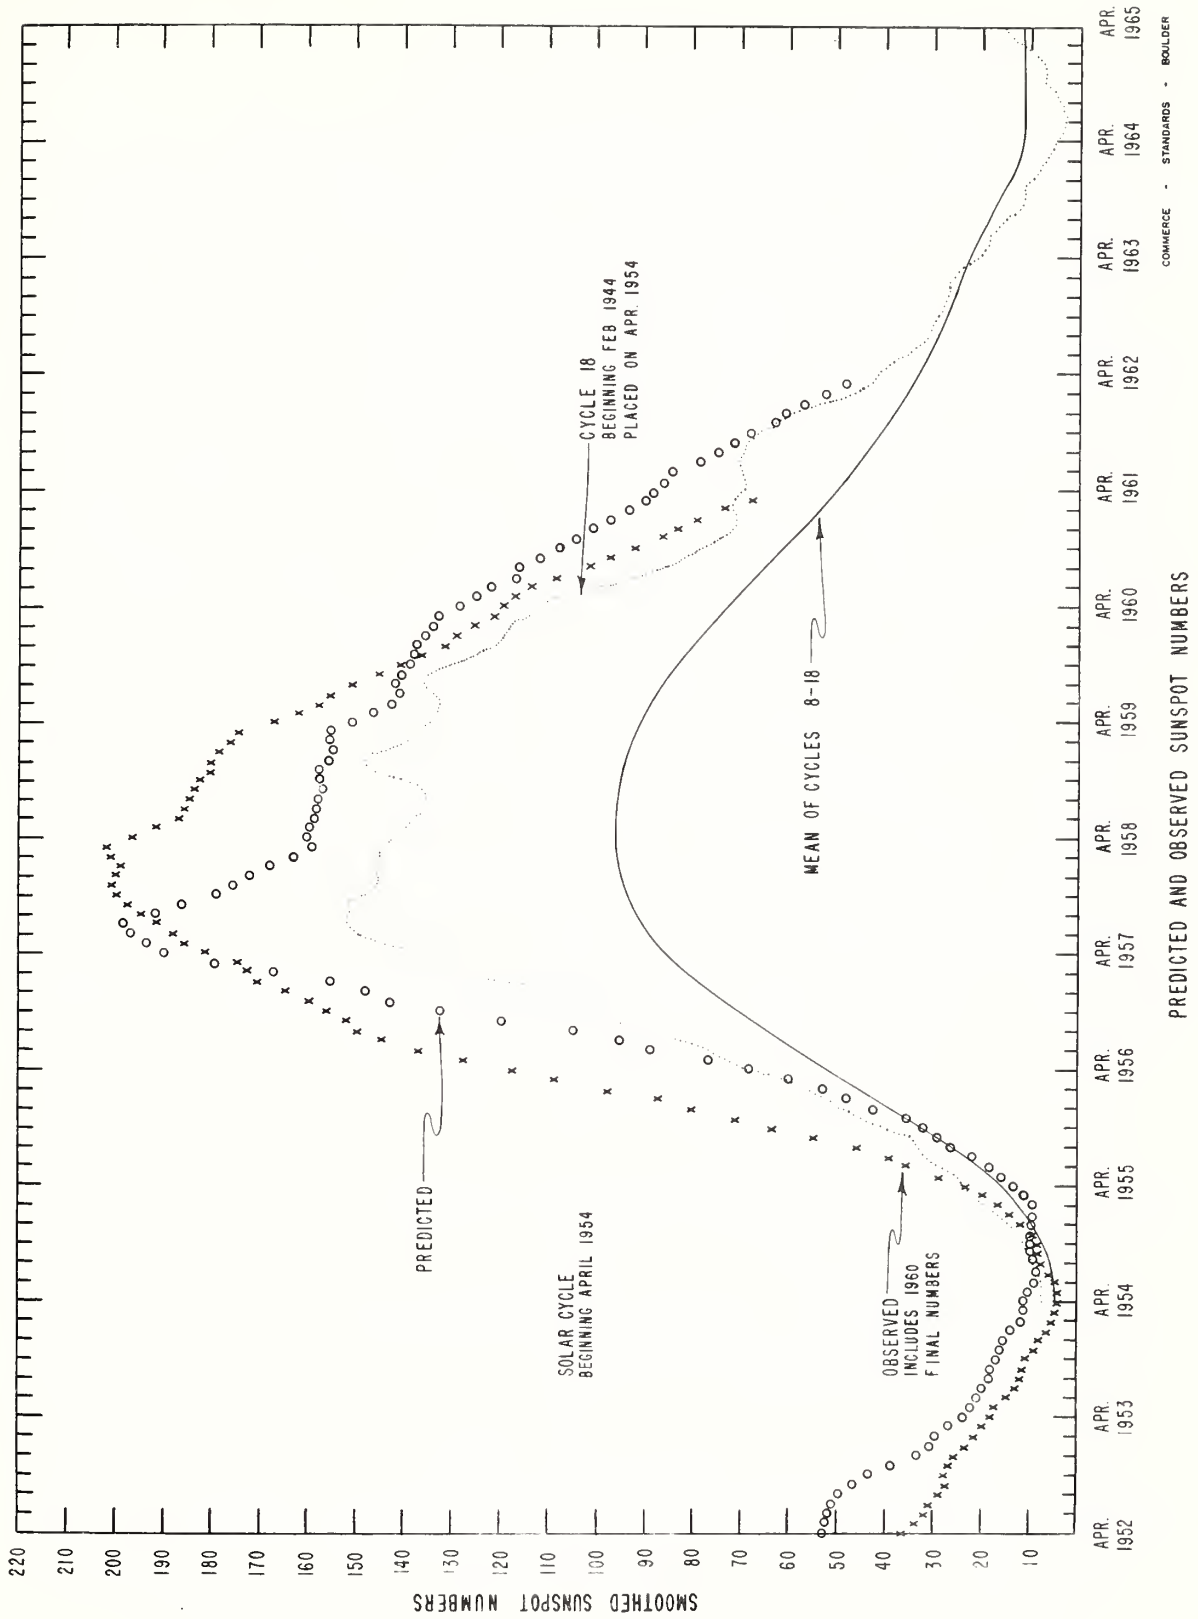 SMOOTHED SUNSPOT NUMBERS
220
210
200
190
180
170
160
150
140
130
120
110
100
90
80
70
60
50
40
30
20
10
PREDICTED
SOLAR CYCLE
BEGINNING APRIL 1954
OBSERVED
INCLUDES 1960
FINAL NUMBERS
CYCLE 18
BEGINNING FEB 1944
PLACED ON APR. 1954
MEAN OF CYCLES 8-18
APR. 1952
APR. 1953
APR. 1954
APR. 1955
APR. 1956
APR. 1957
APR. 1958
APR. 1959
APR. 1960
APR. 1961
APR. 1962
APR. 1963
APR. 1964
APR. 1965
COMMERCE - STANDARDS - BOULDER
PREDICTED AND OBSERVED SUNSPOT NUMBERS